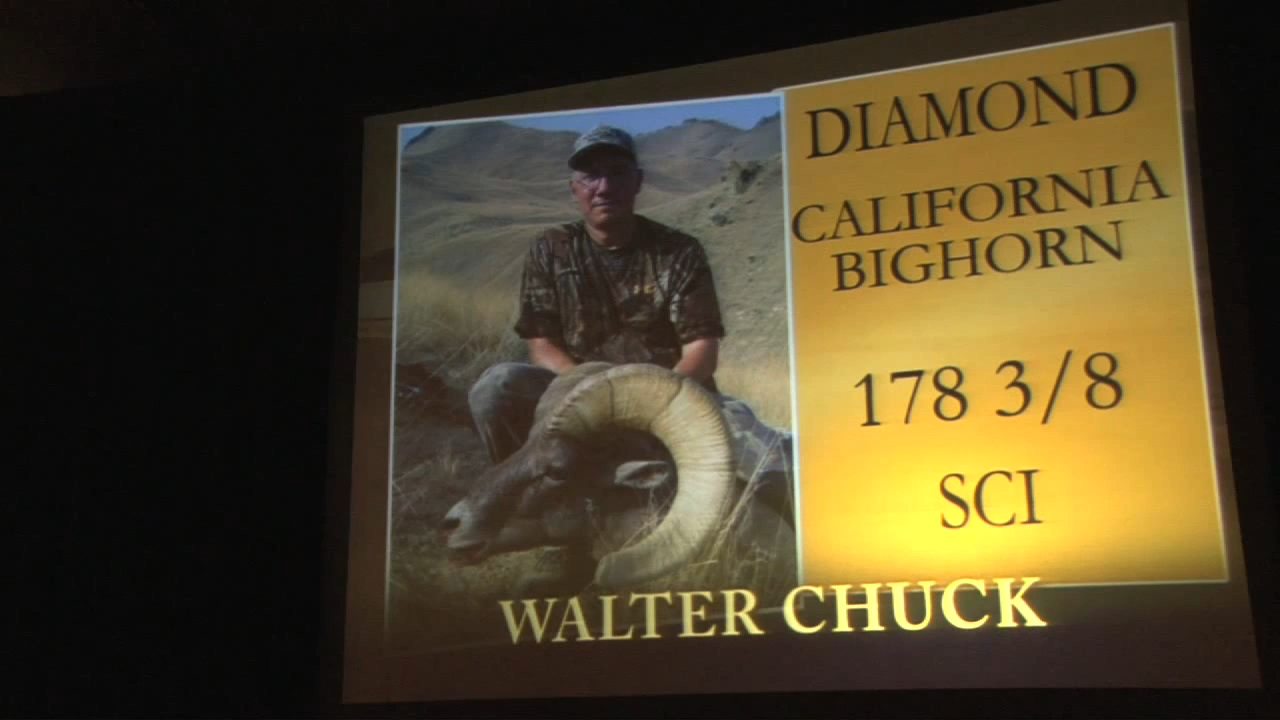 DIAMOND
CALIFORNIA
BIGHORN
178 3/8
SCI
WALTER CHUCK